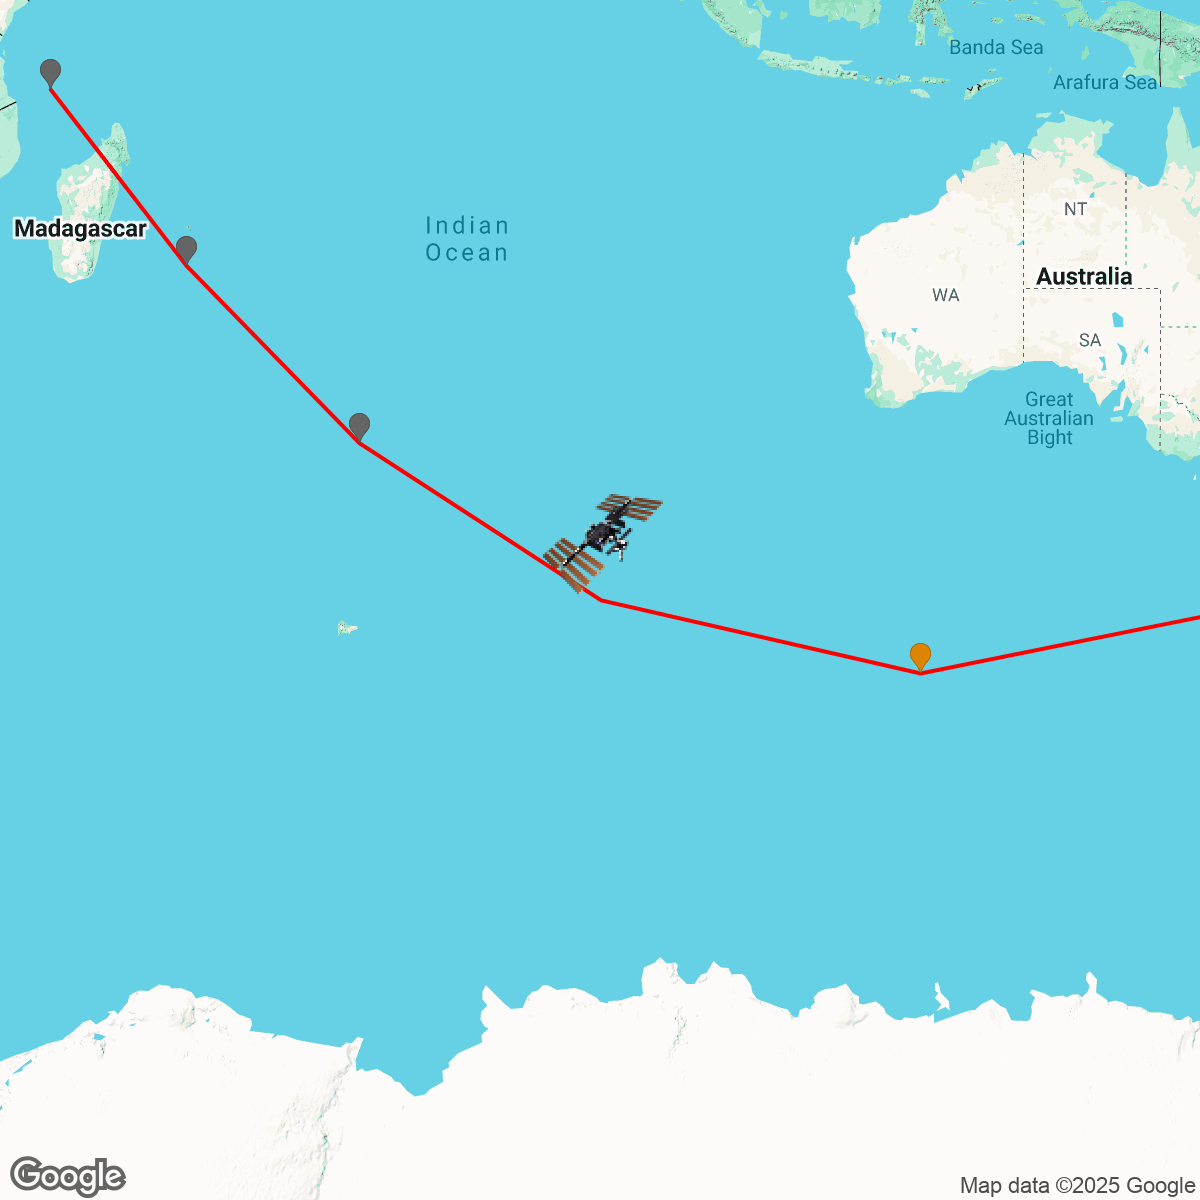 Banda Sea
Arafura Sea
NT
Madagascar
Indian
Ocean
Australia
WA
SA
Great
Australian
Bight
Google
Map data ©2025 Google